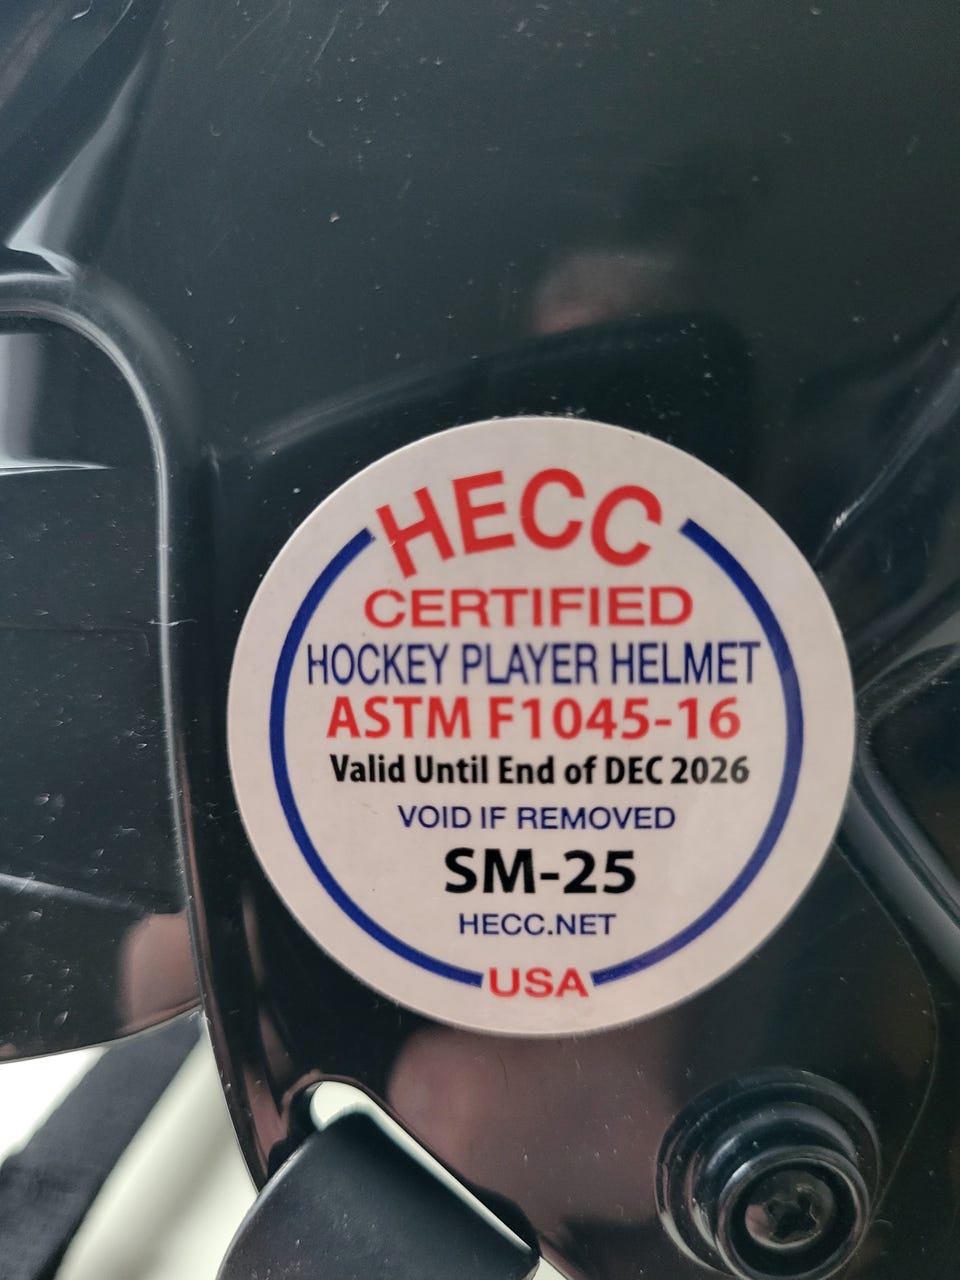 HECC
CERTIFIED
HOCKEY PLAYER HELMET
ASTM F1045-16
Valid Until End of DEC 2026
VOID IF REMOVED
SM-25
HECC.NET
USA